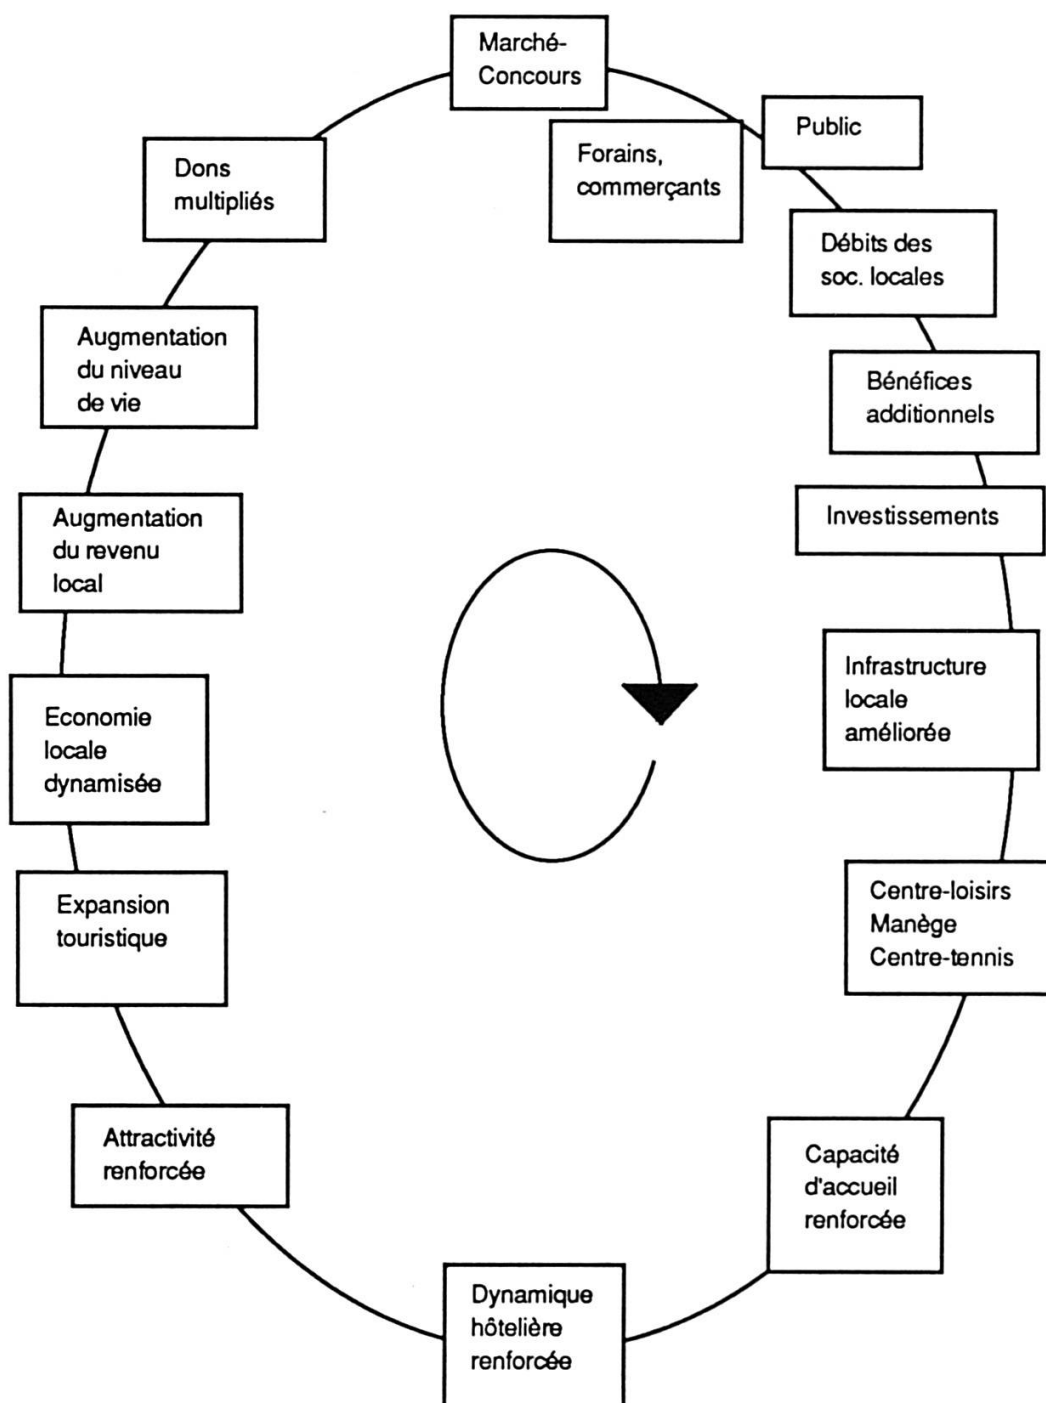 Marché-
Concours
Public
Forains,
commerçants
Débits des
soc. locales
Bénéfices
additionnels
Investissements
Infrastructure
locale
améliorée
Centre-loisirs
Manège
Centre-tennis
Capacité
d'accueil
renforcée
Dynamique
hôtelière
renforcée
Attractivité
renforcée
Expansion
touristique
Economie
locale
dynamisée
Augmentation
du revenu
local
Augmentation
du niveau
de vie
Dons
multipliés